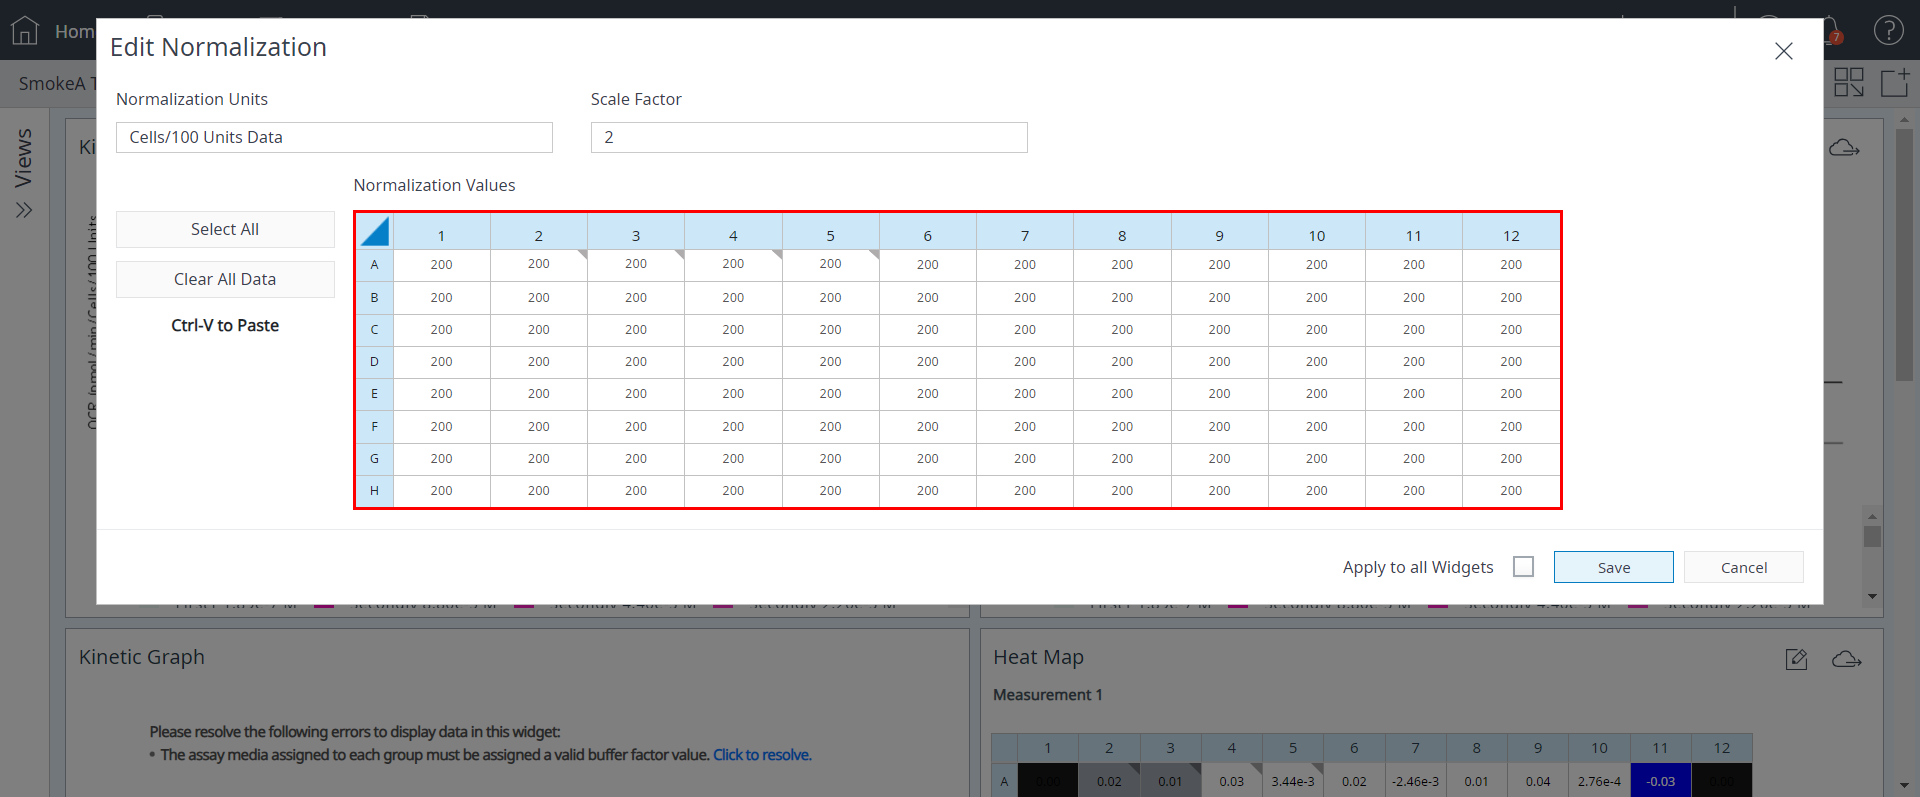 Hom
7
?
Edit Normalization
SmokeA T
Normalization Units
Scale Factor
Cells/100 Units Data
2
Views
Ki
Normalization Values
Select All
Clear All Data
Ctrl-V to Paste
1 2 3 4 5 6 7 8 9 10 11 12
A 200 200 200 200 200 200 200 200 200 200 200 200
B 200 200 200 200 200 200 200 200 200 200 200 200
C 200 200 200 200 200 200 200 200 200 200 200 200
D 200 200 200 200 200 200 200 200 200 200 200 200
E 200 200 200 200 200 200 200 200 200 200 200 200
F 200 200 200 200 200 200 200 200 200 200 200 200
G 200 200 200 200 200 200 200 200 200 200 200 200
H 200 200 200 200 200 200 200 200 200 200 200 200
Apply to all Widgets
Save
Cancel
Kinetic Graph
Please resolve the following errors to display data in this widget:
• The assay media assigned to each group must be assigned a valid buffer factor value. Click to resolve.
Heat Map
Measurement 1
1 2 3 4 5 6 7 8 9 10 11 12
A 0.00 0.02 0.01 0.03 3.44e-3 0.02 -2.46e-3 0.01 0.04 2.76e-4 -0.03